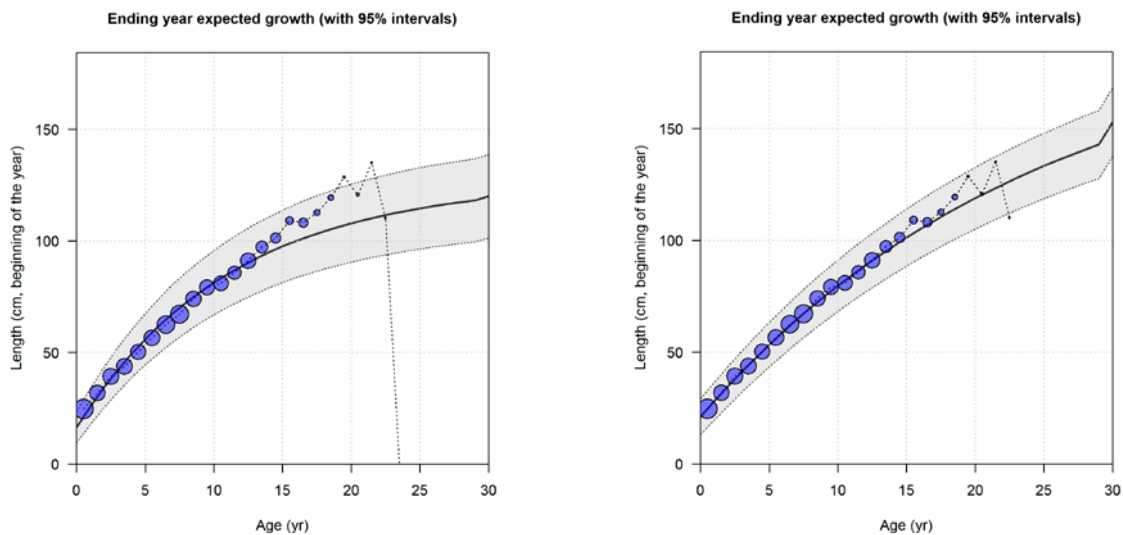 Ending year expected growth (with 95% intervals)
Length (cm, beginning of the year)
150
100
50
0
0 5 10 15 20 25 30
Age (yr)
Ending year expected growth (with 95% intervals)
Length (cm, beginning of the year)
150
100
50
0
0 5 10 15 20 25 30
Age (yr)